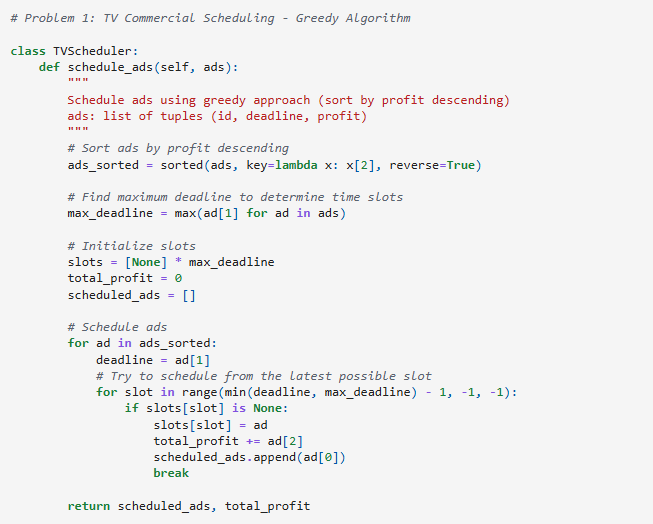 # Problem 1: TV Commercial Scheduling - Greedy Algorithm
class TVScheduler:
    def schedule_ads(self, ads):
        """
        Schedule ads using greedy approach (sort by profit descending)
        ads: list of tuples (id, deadline, profit)
        """
        # Sort ads by profit descending
        ads_sorted = sorted(ads, key=lambda x: x[2], reverse=True)
        # Find maximum deadline to determine time slots
        max_deadline = max(ad[1] for ad in ads)
        # Initialize slots
        slots = [None] * max_deadline
        total_profit = 0
        scheduled_ads = []
        # Schedule ads
        for ad in ads_sorted:
            deadline = ad[1]
            # Try to schedule from the latest possible slot
            for slot in range(min(deadline, max_deadline) - 1, -1, -1):
                if slots[slot] is None:
                    slots[slot] = ad
                    total_profit += ad[2]
                    scheduled_ads.append(ad[0])
                    break
        return scheduled_ads, total_profit